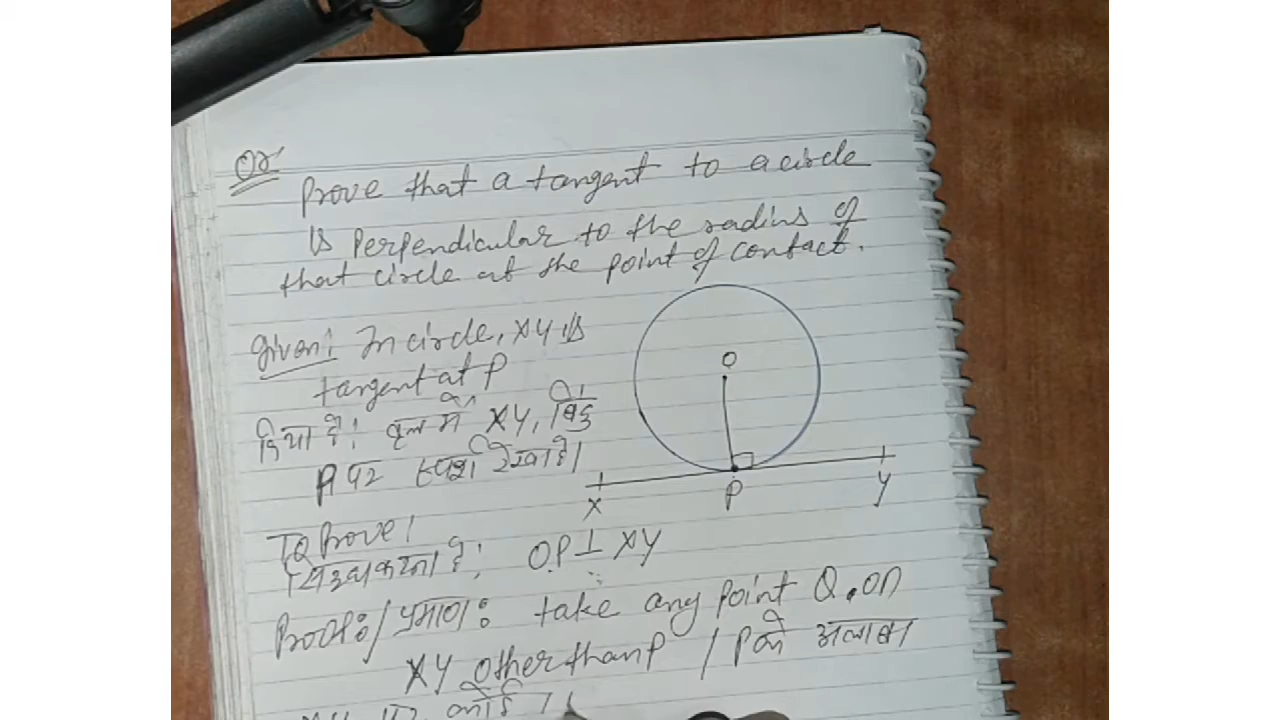 Or
Prove that a tangent to a circle
is perpendicular to the radius of
that circle at the point of contact.
Given: In circle, XY is
tangent at P
दिया है: वृत्त में XY, बिंदु
P पर स्पर्श रेखा है।
O
X
P
Y
To Prove:
सिद्ध करना है: OP ⊥ XY
Proof:/प्रमाण: take any point Q, on
XY other than P / P के अलावा
XY पर कोई